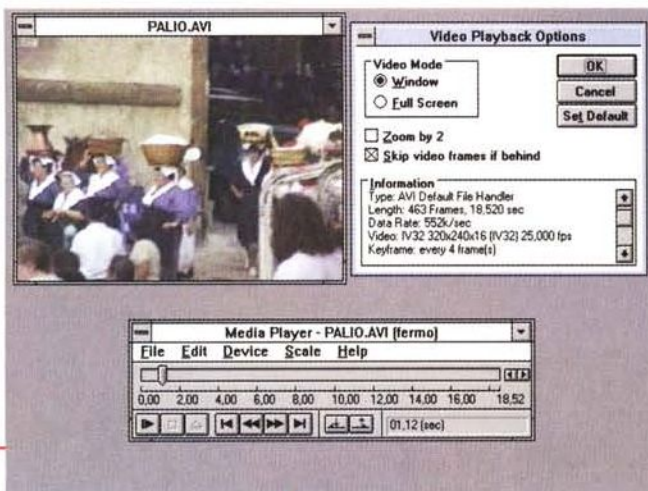 PALIO.AVI
Video Playback Options
Video Mode
Window
Full Screen
OK
Cancel
Set Default
Zoom by 2
Skip video frames if behind
Information
Type: AVI Default File Handler
Length: 463 Frames, 18,520 sec
Data Rate: 552k/sec
Video: IV32 320x240x16 (IV32) 25,000 fps
Keyframe: every 4 frame(s)
Media Player - PALIO.AVI (fermo)
File Edit Device Scale Help
0,00 2,00 4,00 6,00 8,00 10,00 12,00 14,00 16,00 18,52
01,12 (sec)